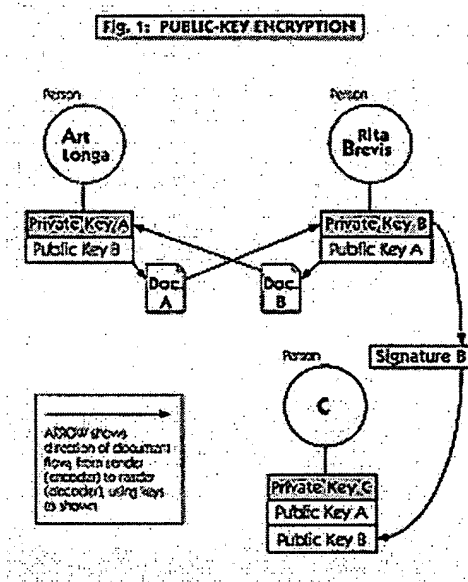 Fig. 1: PUBLIC-KEY ENCRYPTION
Person
Art
Longa
Private Key A
Public Key B
Person
Rita
Brevis
Private Key B
Public Key A
Doc
A
Doc
B
Signature B
Person
C
Private Key C
Public Key A
Public Key B
ARROW shows
direction of document
flow, from sender
(encoder) to reader
(decoder), using keys
as shown